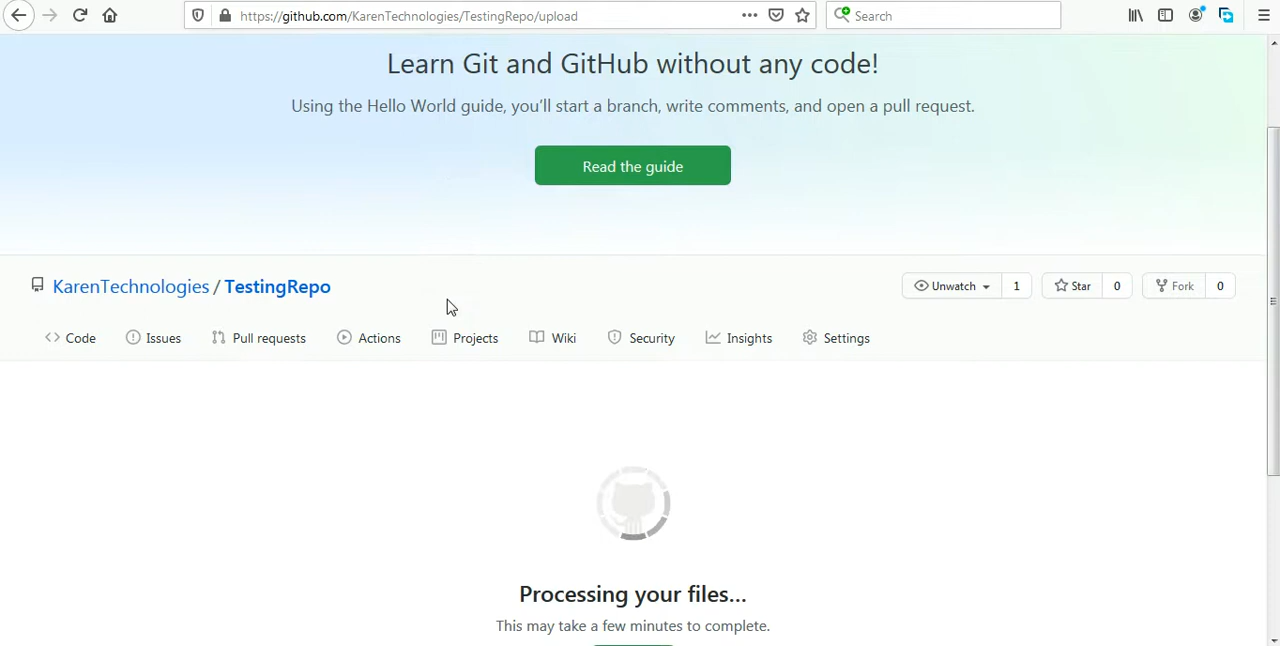 https://github.com/KarenTechnologies/TestingRepo/upload
Search
Learn Git and GitHub without any code!
Using the Hello World guide, you’ll start a branch, write comments, and open a pull request.
Read the guide
KarenTechnologies / TestingRepo
Unwatch 1 Star 0 Fork 0
Code Issues Pull requests Actions Projects Wiki Security Insights Settings
Processing your files…
This may take a few minutes to complete.